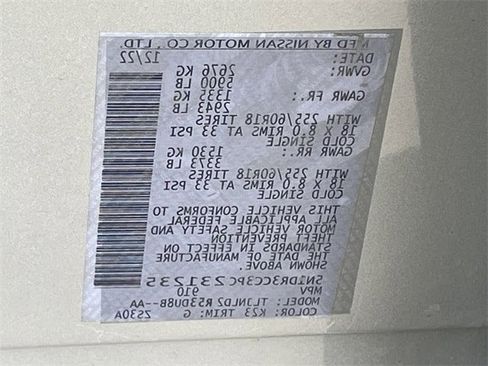 MFD BY NISSAN MOTOR CO., LTD.
DATE: 12/22
GVWR: 2676 KG
5900 LB
GAWR FR.: 1335 KG
2943 LB
WITH 255/60R18 TIRES
18 X 8.0 RIMS AT 33 PSI
COLD SINGLE
GAWR RR.: 1530 KG
3373 LB
WITH 255/60R18 TIRES
18 X 8.0 RIMS AT 33 PSI
COLD SINGLE
THIS VEHICLE CONFORMS TO
ALL APPLICABLE FEDERAL
MOTOR VEHICLE SAFETY AND
THEFT PREVENTION
STANDARDS IN EFFECT ON
THE DATE OF MANUFACTURE
SHOWN ABOVE.
5N1DR3CC3PC231235
MPV 910
MODEL: TLJNLD2 R53DU8B--AA
COLOR: K23 TRIM: G ZS30A